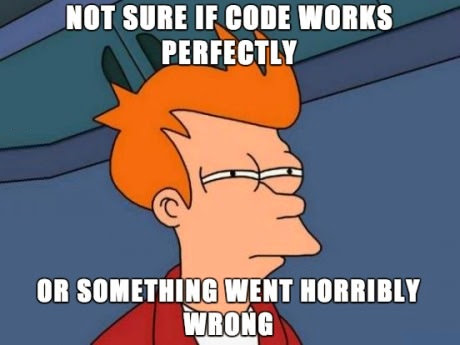 NOT SURE IF CODE WORKS
PERFECTLY
OR SOMETHING WENT HORRIBLY
WRONG